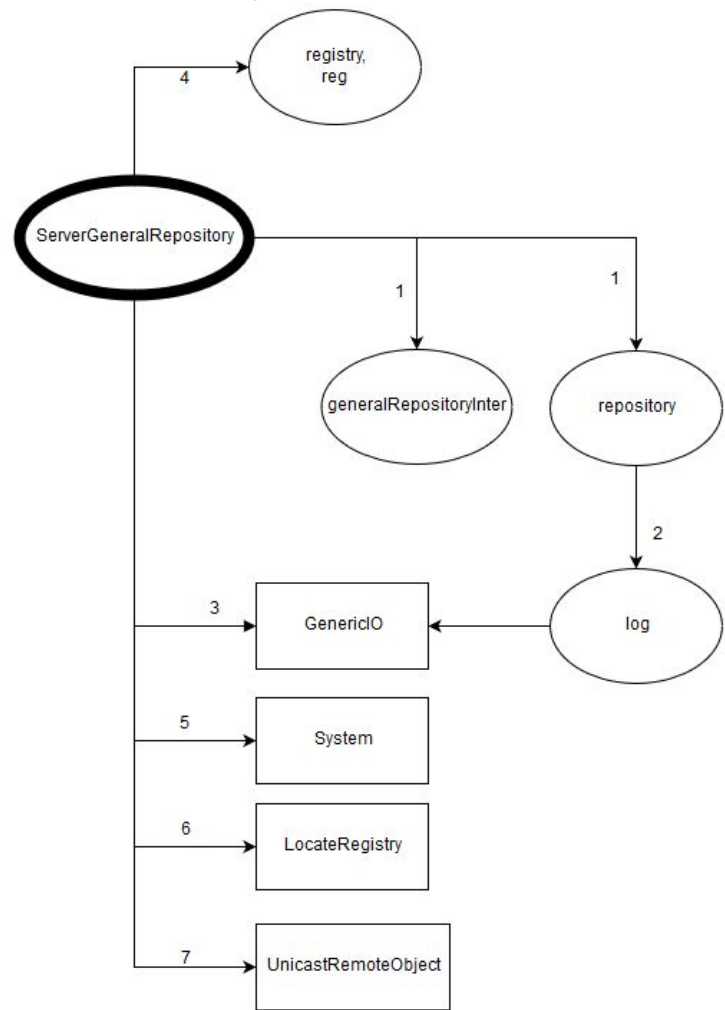 registry,
reg
4
ServerGeneralRepository
1
1
generalRepositoryInter
repository
2
3
GenericIO
log
5
System
6
LocateRegistry
7
UnicastRemoteObject